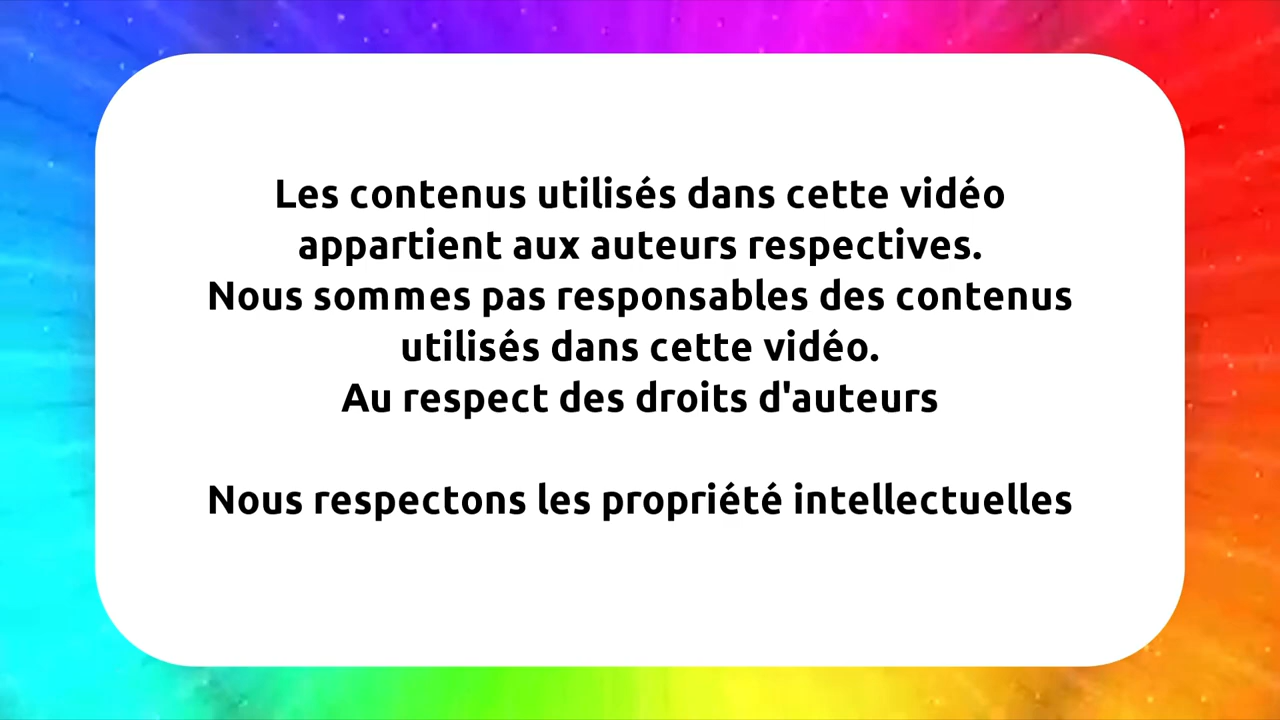 Les contenus utilisés dans cette vidéo
appartient aux auteurs respectives.
Nous sommes pas responsables des contenus
utilisés dans cette vidéo.
Au respect des droits d'auteurs
Nous respectons les propriété intellectuelles